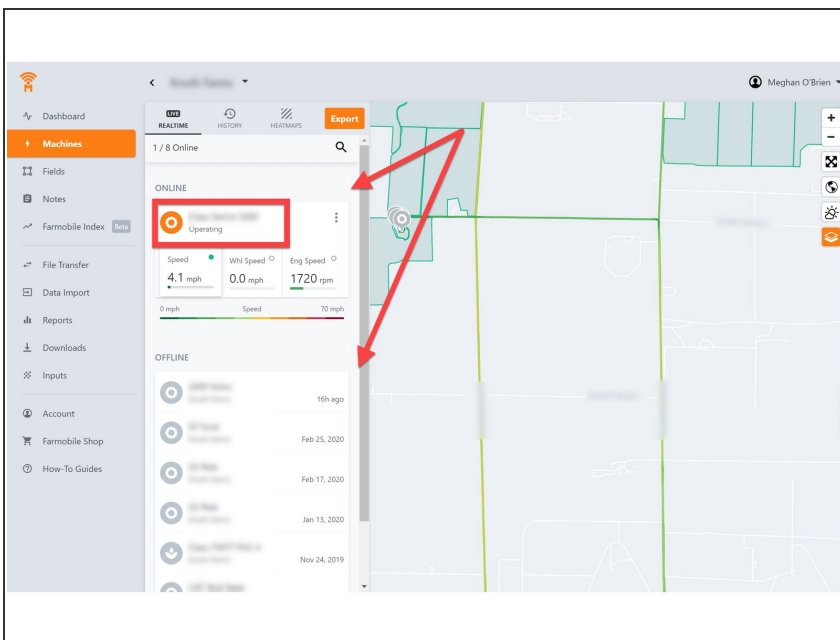 Meghan O'Brien
Dashboard
Machines
Fields
Notes
Farmobile Index Beta
File Transfer
Data Import
Reports
Downloads
Inputs
Account
Farmobile Shop
How-To Guides
LIVE
REALTIME
HISTORY
HEATMAPS
Export
1 / 8 Online
ONLINE
Operating
Speed
4.1 mph
Whl Speed
0.0 mph
Eng Speed
1720 rpm
0 mph Speed 70 mph
OFFLINE
16h ago
Feb 25, 2020
Feb 17, 2020
Jan 13, 2020
Nov 24, 2019